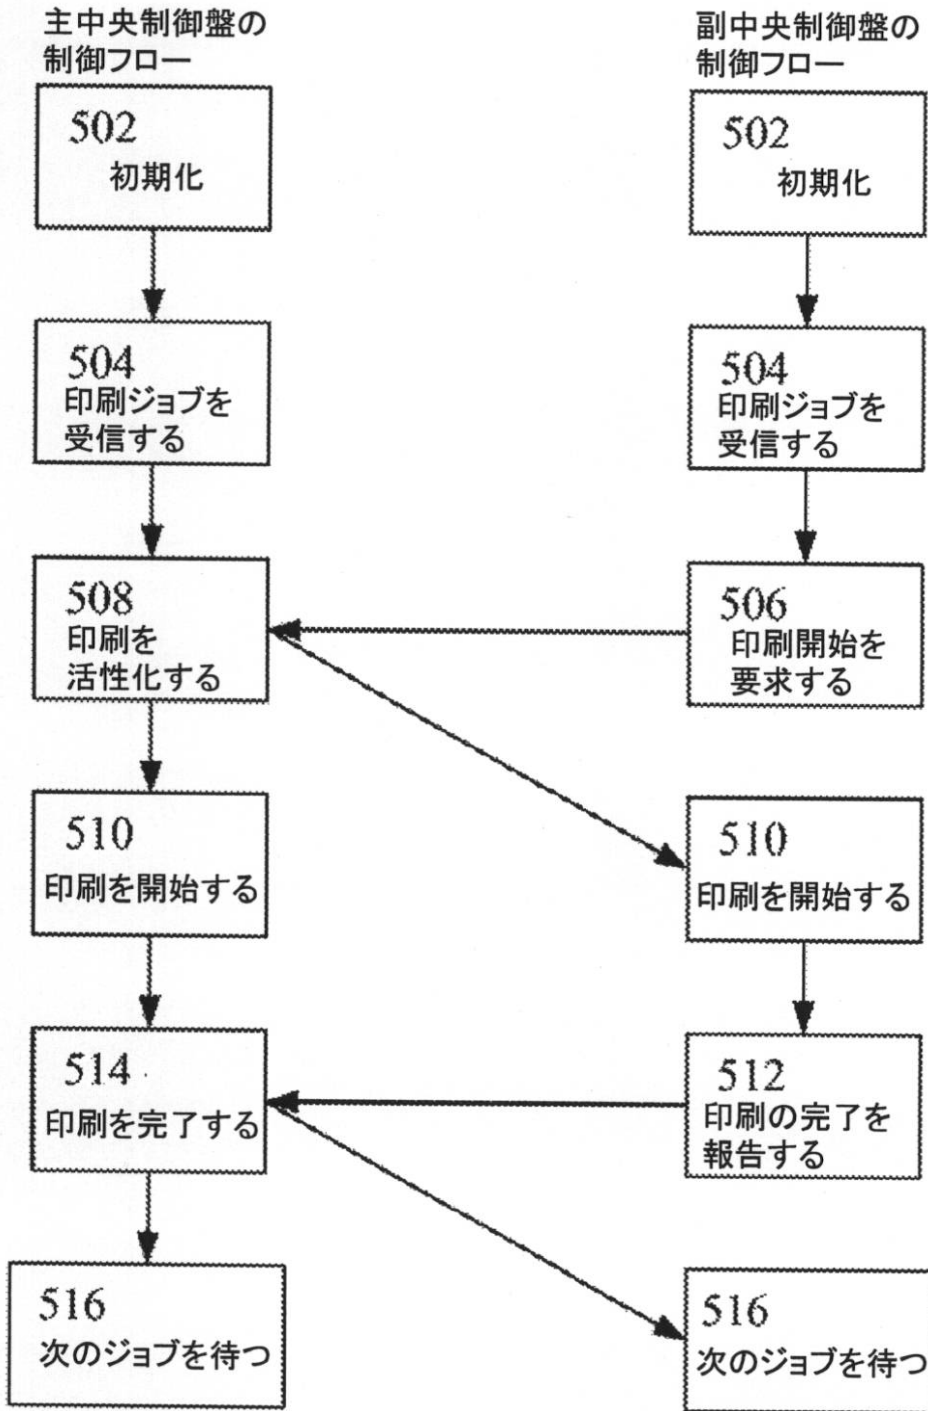 主中央制御盤の
制御フロー
502
初期化
504
印刷ジョブを
受信する
508
印刷を
活性化する
510
印刷を開始する
514
印刷を完了する
516
次のジョブを待つ
副中央制御盤の
制御フロー
502
初期化
504
印刷ジョブを
受信する
506
印刷開始を
要求する
510
印刷を開始する
512
印刷の完了を
報告する
516
次のジョブを待つ